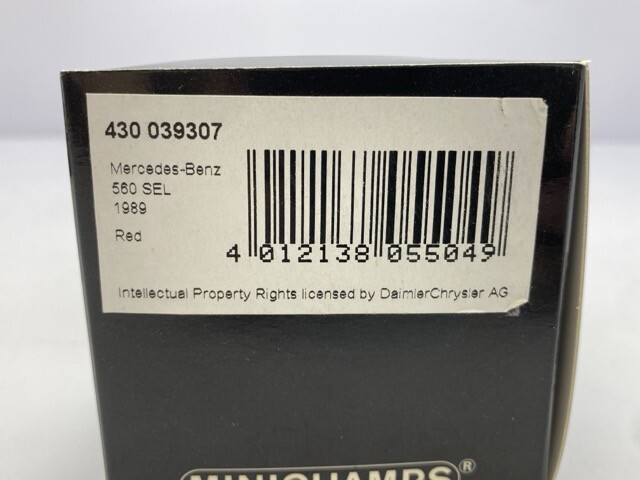 430 039307
Mercedes-Benz
560 SEL
1989
Red
4 012138 055049
Intellectual Property Rights licensed by DaimlerChrysler AG
MINICHAMPS®